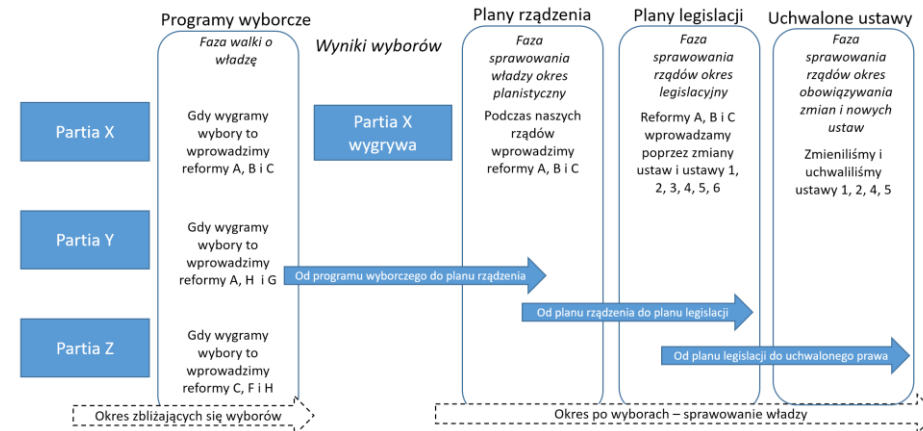 Programy wyborcze
Faza walki o
władzę
Wyniki wyborów
Plany rządzenia
Faza
sprawowania
władzy okres
planistyczny
Plany legislacji
Faza
sprawowania
rządów okres
legislacyjny
Uchwalone ustawy
Faza
sprawowania
rządów okres
obowiązywania
zmian i nowych
ustaw
Partia X
Gdy wygramy
wybory to
wprowadzimy
reformy A, B i C
Partia X
wygrywa
Podczas naszych
rządów
wprowadzimy
reformy A, B i C
Reformy A, B i C
wprowadzamy
poprzez zmiany
ustaw i ustawy 1,
2, 3, 4, 5, 6
Zmieniliśmy i
uchwaliliśmy
ustawy 1, 2, 4, 5
Partia Y
Gdy wygramy
wybory to
wprowadzimy
reformy A, H i G
Od programu wyborczego do planu rządzenia
Od planu rządzenia do planu legislacji
Partia Z
Gdy wygramy
wybory to
wprowadzimy
reformy C, F i H
Od planu legislacji do uchwalonego prawa
Okres zbliżających się wyborów
Okres po wyborach – sprawowanie władzy